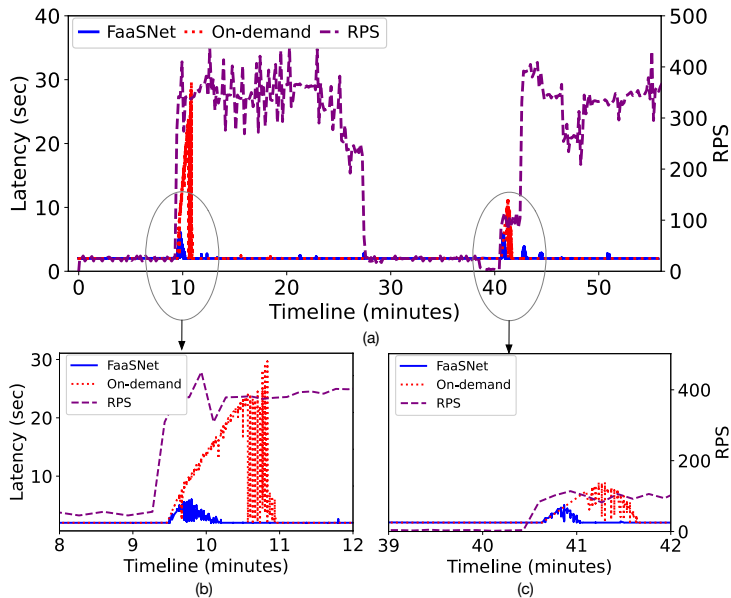 FaaSNet On-demand RPS
40 500
400
30
300
20
200
10
100
0 0
Latency (sec)
RPS
0 10 20 30 40 50
Timeline (minutes)
(a)
FaaSNet
On-demand
RPS
30
20
10
Latency (sec)
8 9 10 11 12
Timeline (minutes)
(b)
FaaSNet
On-demand
RPS
400
200
0
RPS
39 40 41 42
Timeline (minutes)
(c)